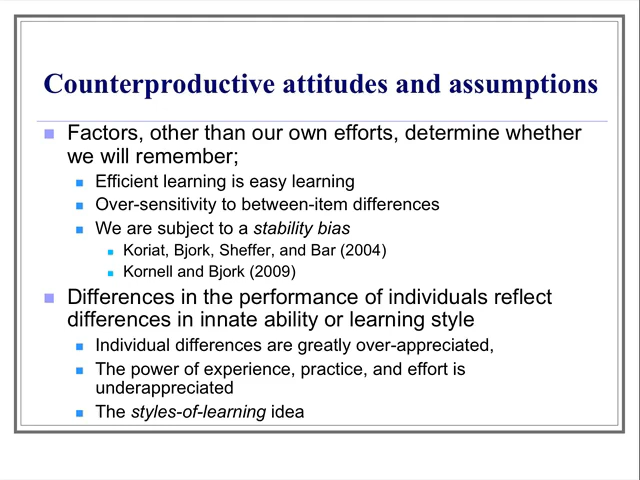 Counterproductive attitudes and assumptions
Factors, other than our own efforts, determine whether
we will remember;
Efficient learning is easy learning
Over-sensitivity to between-item differences
We are subject to a stability bias
Koriat, Bjork, Sheffer, and Bar (2004)
Kornell and Bjork (2009)
Differences in the performance of individuals reflect
differences in innate ability or learning style
Individual differences are greatly over-appreciated,
The power of experience, practice, and effort is
underappreciated
The styles-of-learning idea